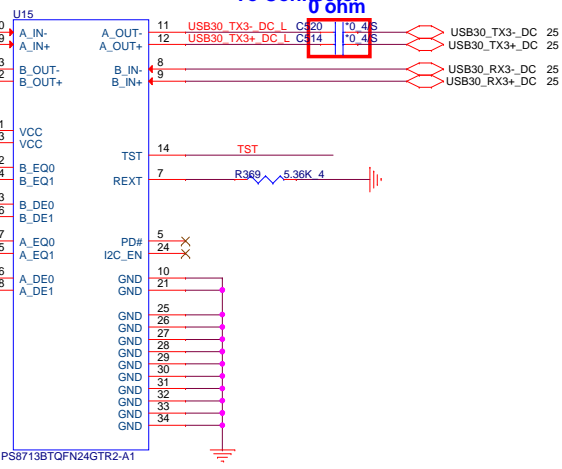 0 ohm
U15
A_IN- A_OUT- 11 USB30_TX3-_DC_L C520 *0_4/S USB30_TX3-_DC 25
A_IN+ A_OUT+ 12 USB30_TX3+_DC_L C514 *0_4/S USB30_TX3+_DC 25
B_OUT- B_IN- 8 USB30_RX3-_DC 25
B_OUT+ B_IN+ 9 USB30_RX3+_DC 25
VCC
VCC
TST 14 TST
B_EQ0
B_EQ1 REXT 7 R369 5.36K_4
B_DE0
B_DE1
A_EQ0 PD# 5
A_EQ1 I2C_EN 24
A_DE0 GND 10
A_DE1 GND 21
GND 25
GND 26
GND 27
GND 28
GND 29
GND 30
GND 31
GND 32
GND 33
GND 34
PS8713BTQFN24GTR2-A1